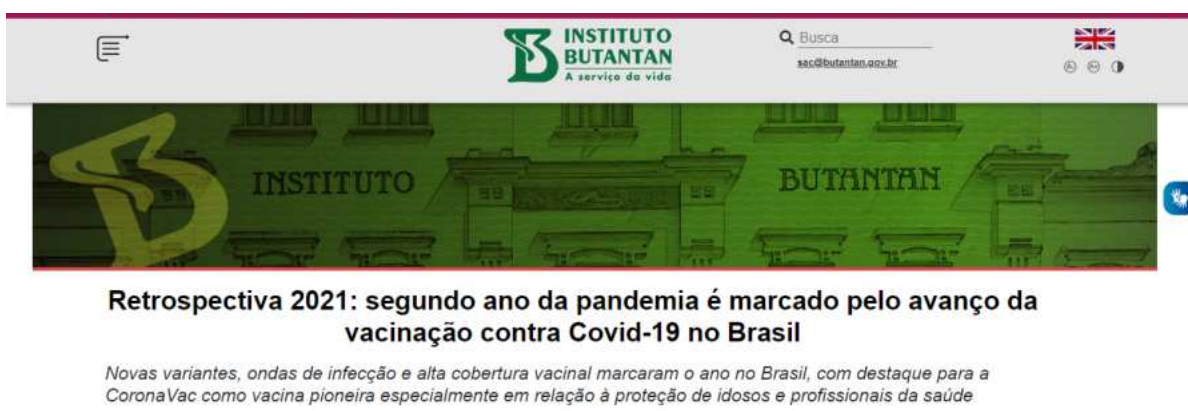 INSTITUTO
BUTANTAN
A serviço da vida
Busca
sac@butantan.gov.br
INSTITUTO BUTANTAN
Retrospectiva 2021: segundo ano da pandemia é marcado pelo avanço da
vacinação contra Covid-19 no Brasil
Novas variantes, ondas de infecção e alta cobertura vacinal marcaram o ano no Brasil, com destaque para a
CoronaVac como vacina pioneira especialmente em relação à proteção de idosos e profissionais da saúde